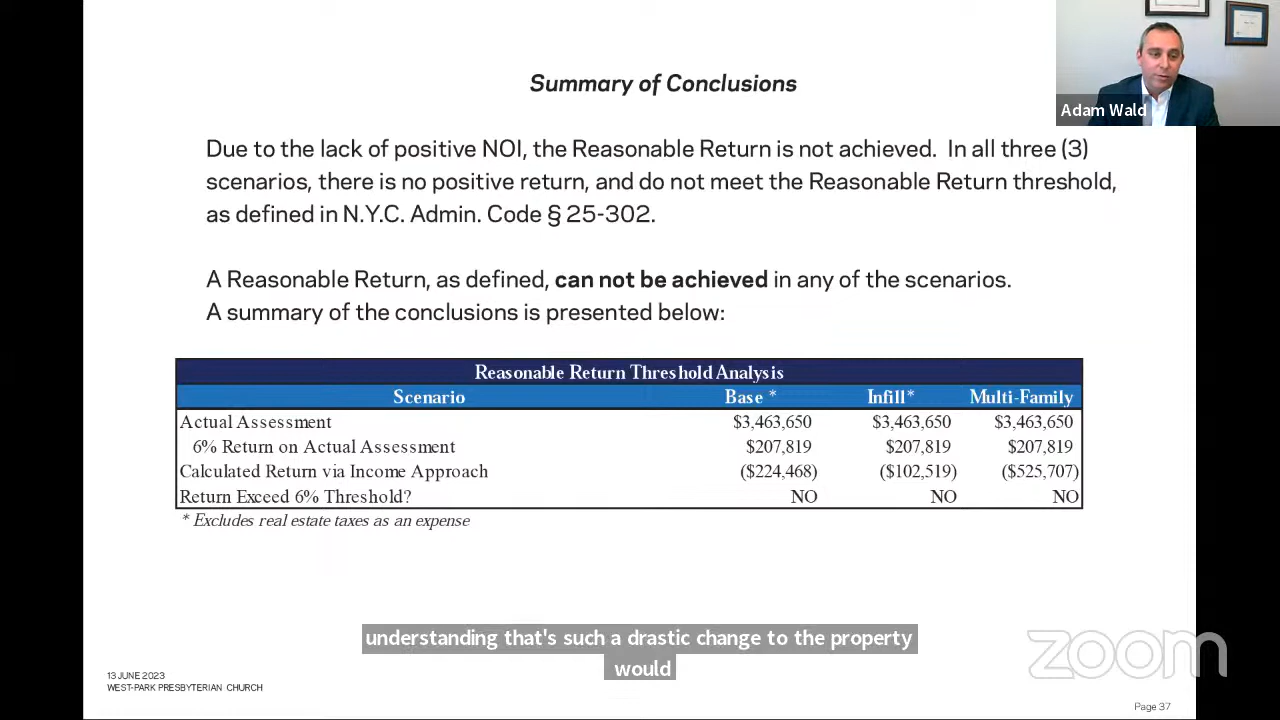 Adam Wald
Summary of Conclusions
Due to the lack of positive NOI, the Reasonable Return is not achieved. In all three (3)
scenarios, there is no positive return, and do not meet the Reasonable Return threshold,
as defined in N.Y.C. Admin. Code § 25-302.
A Reasonable Return, as defined, can not be achieved in any of the scenarios.
A summary of the conclusions is presented below:
Reasonable Return Threshold Analysis
Scenario Base * Infill* Multi-Family
Actual Assessment $3,463,650 $3,463,650 $3,463,650
6% Return on Actual Assessment $207,819 $207,819 $207,819
Calculated Return via Income Approach ($224,468) ($102,519) ($525,707)
Return Exceed 6% Threshold? NO NO NO
* Excludes real estate taxes as an expense
understanding that's such a drastic change to the property
would
zoom
13 JUNE 2023
WEST-PARK PRESBYTERIAN CHURCH
Page 37